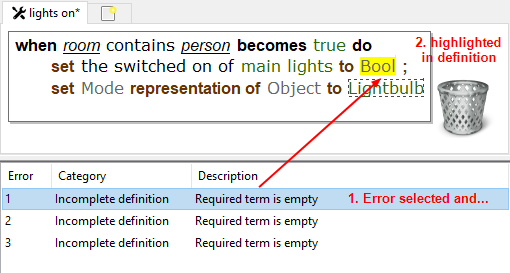 lights on*
when room contains person becomes true do
set the switched on of main lights to Bool ;
set Mode representation of Object to Lightbulb
2. highlighted
in definition
Error Category Description
1 Incomplete definition Required term is empty 1. Error selected and...
2 Incomplete definition Required term is empty
3 Incomplete definition Required term is empty